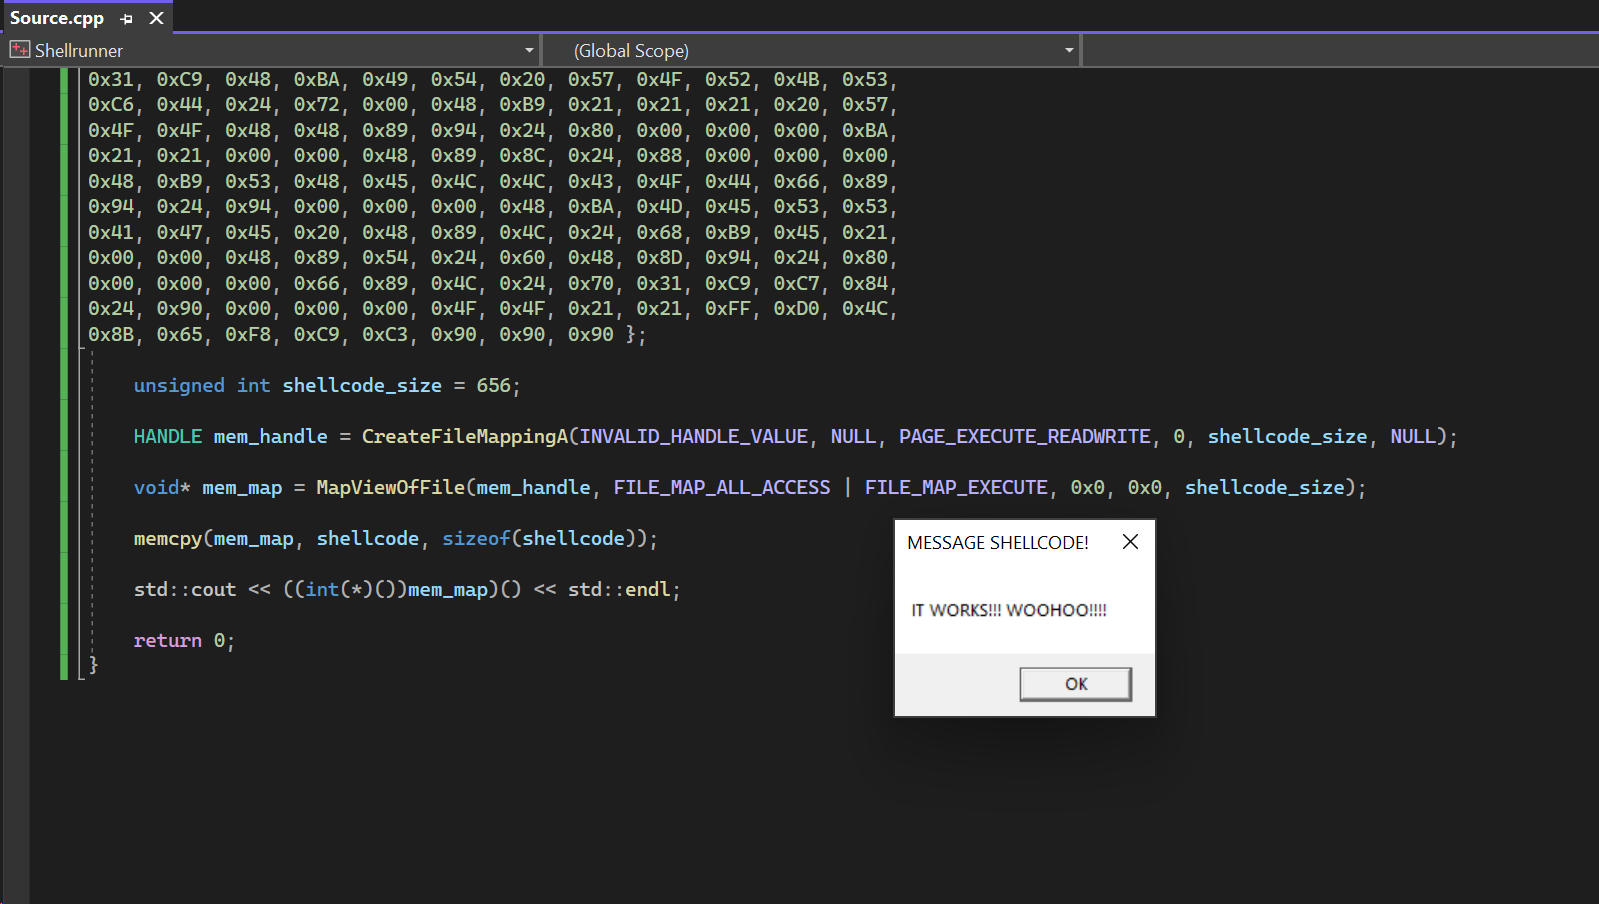 Source.cpp
Shellrunner
(Global Scope)
0x31, 0xC9, 0x48, 0xBA, 0x49, 0x54, 0x20, 0x57, 0x4F, 0x52, 0x4B, 0x53,
0xC6, 0x44, 0x24, 0x72, 0x00, 0x48, 0xB9, 0x21, 0x21, 0x21, 0x20, 0x57,
0x4F, 0x4F, 0x48, 0x48, 0x89, 0x94, 0x24, 0x80, 0x00, 0x00, 0x00, 0xBA,
0x21, 0x21, 0x00, 0x00, 0x48, 0x89, 0x8C, 0x24, 0x88, 0x00, 0x00, 0x00,
0x48, 0xB9, 0x53, 0x48, 0x45, 0x4C, 0x4C, 0x43, 0x4F, 0x44, 0x66, 0x89,
0x94, 0x24, 0x94, 0x00, 0x00, 0x00, 0x48, 0xBA, 0x4D, 0x45, 0x53, 0x53,
0x41, 0x47, 0x45, 0x20, 0x48, 0x89, 0x4C, 0x24, 0x68, 0xB9, 0x45, 0x21,
0x00, 0x00, 0x48, 0x89, 0x54, 0x24, 0x60, 0x48, 0x8D, 0x94, 0x24, 0x80,
0x00, 0x00, 0x00, 0x66, 0x89, 0x4C, 0x24, 0x70, 0x31, 0xC9, 0xC7, 0x84,
0x24, 0x90, 0x00, 0x00, 0x00, 0x4F, 0x4F, 0x21, 0x21, 0xFF, 0xD0, 0x4C,
0x8B, 0x65, 0xF8, 0xC9, 0xC3, 0x90, 0x90, 0x90 };
unsigned int shellcode_size = 656;
HANDLE mem_handle = CreateFileMappingA(INVALID_HANDLE_VALUE, NULL, PAGE_EXECUTE_READWRITE, 0, shellcode_size, NULL);
void* mem_map = MapViewOfFile(mem_handle, FILE_MAP_ALL_ACCESS | FILE_MAP_EXECUTE, 0x0, 0x0, shellcode_size);
memcpy(mem_map, shellcode, sizeof(shellcode));
std::cout << ((int(*)())mem_map)() << std::endl;
return 0;
}
MESSAGE SHELLCODE!
IT WORKS!!! WOOHOO!!!!
OK